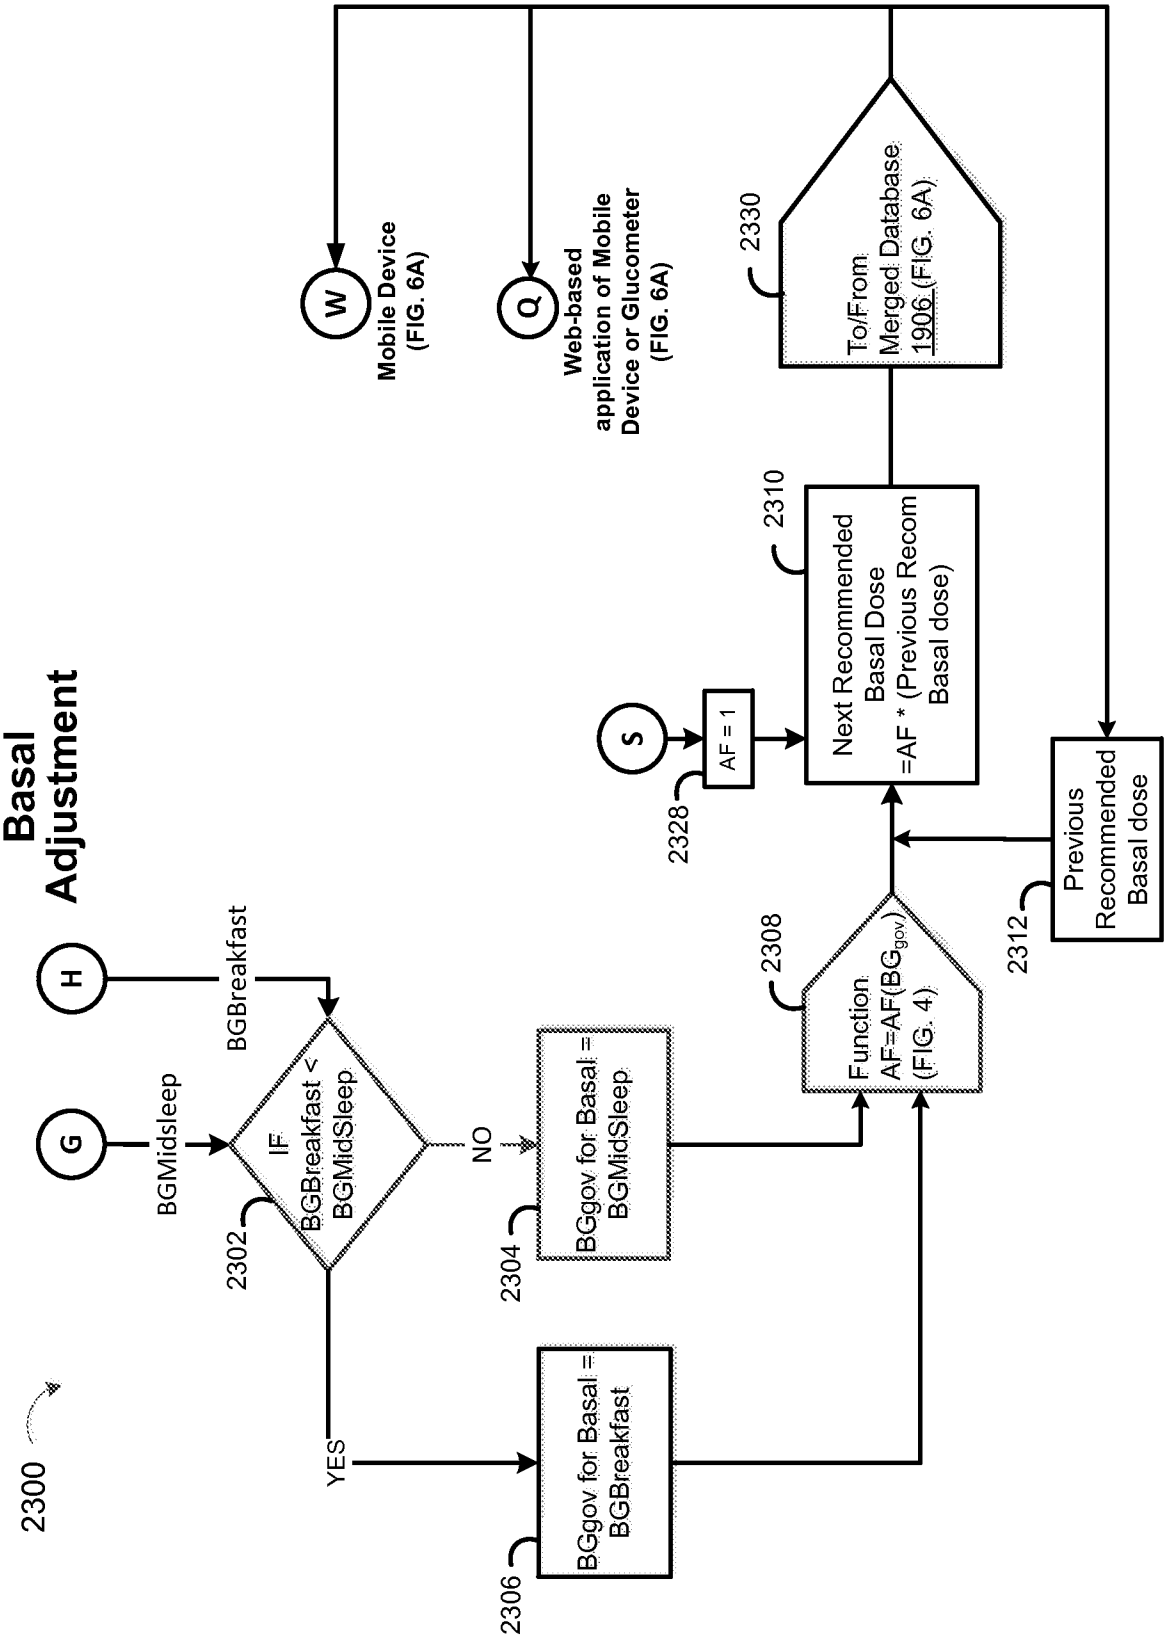 2300
Basal
Adjustment
G
BGMidsleep
H
BGBreakfast
2302
IF
BGBreakfast <
BGMidSleep
YES
NO
2306
BGgov for Basal =
BGBreakfast
2304
BGgov for Basal =
BGMidSleep
2308
Function
AF=AF(BGgov)
(FIG. 4)
S
2328
AF = 1
2310
Next Recommended
Basal Dose
=AF * (Previous Recom
Basal dose)
2312
Previous
Recommended
Basal dose
2330
To/From
Merged Database
1906 (FIG. 6A)
W
Mobile Device
(FIG. 6A)
Q
Web-based
application of Mobile
Device or Glucometer
(FIG. 6A)